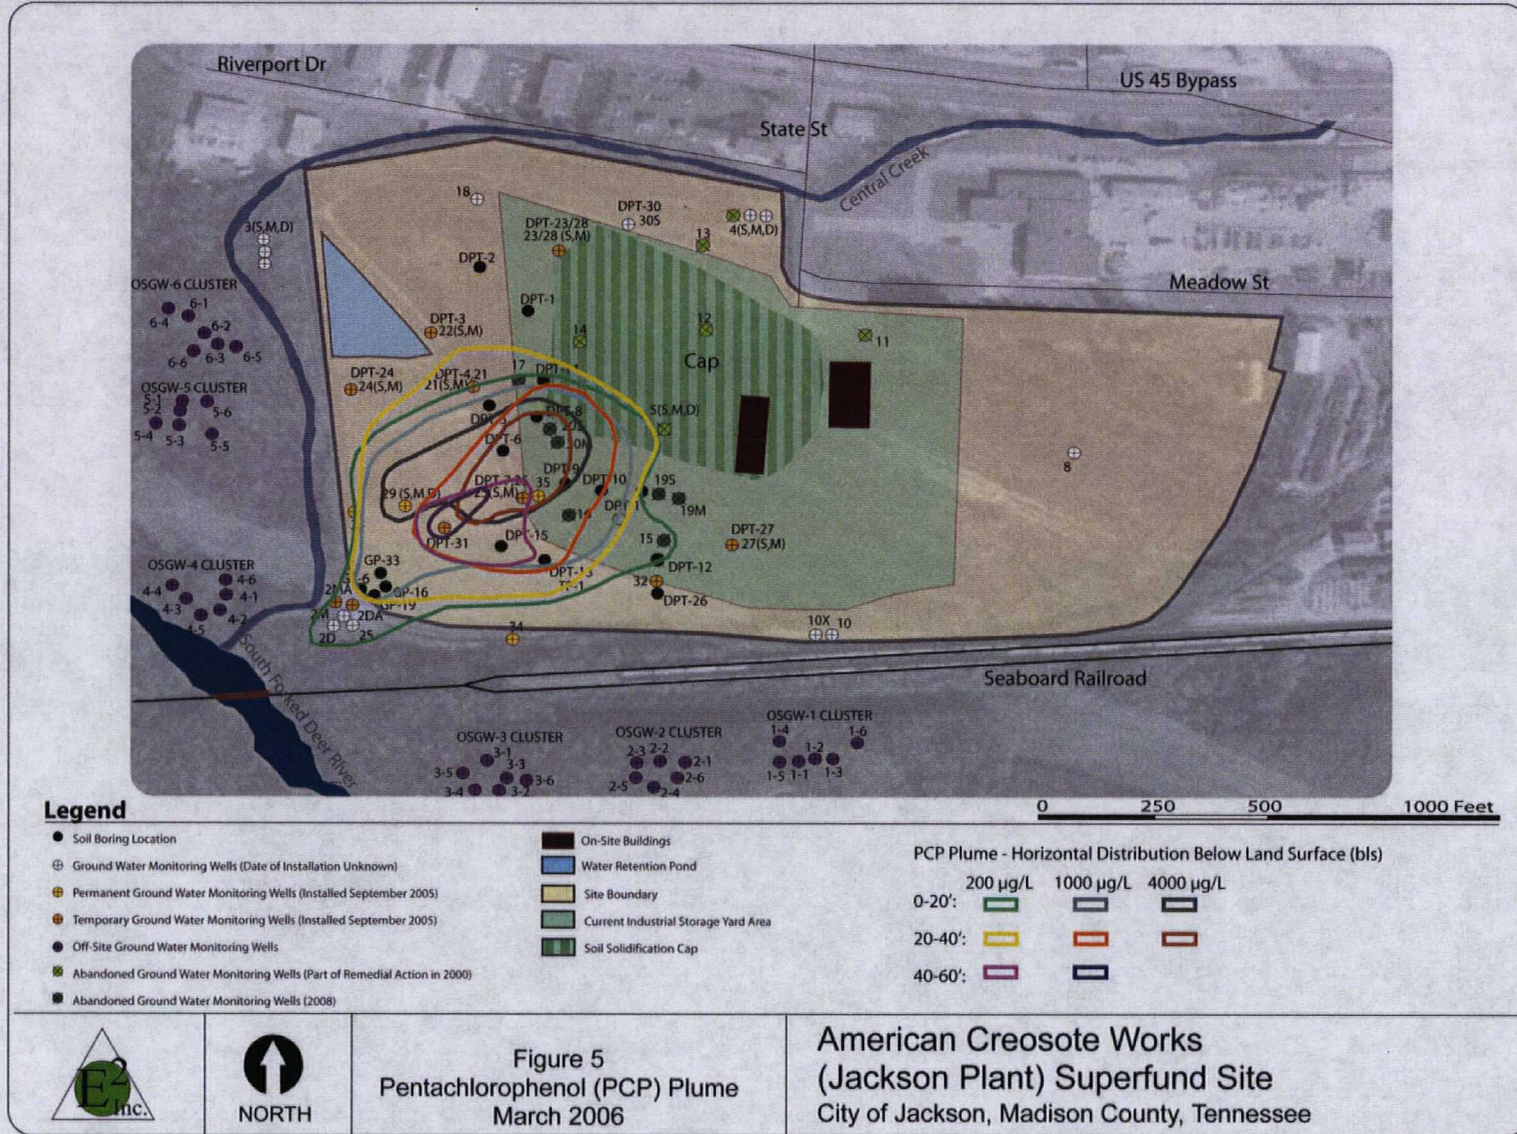 Riverport Dr
US 45 Bypass
State St
Central Creek
18
DPT-30
30S
DPT-23/28
23/28 (S,M)
4(S,M,D)
3(S,M,D)
13
DPT-2
OSGW-6 CLUSTER
Meadow St
6-1
6-4
DPT-1
DPT-3
22(S,M)
6-2
14
12
11
6-6
6-3
6-5
Cap
DPT-24
24(S,M)
DPT-4,21
21(S,M)
17
OSGW-5 CLUSTER
5-1
5-2
5-6
5-4
5-3
5-5
DPT-8
5(S,M,D)
DPT-6
8
DPT-9
DPT-10
19S
29 (S,M,D)
25(S,M)
35
19M
DPT-31
DPT-15
15
DPT-27
27(S,M)
DPT-12
GP-33
OSGW-4 CLUSTER
4-6
4-4
4-1
4-3
4-2
4-5
GP-16
GP-19
2MA
2DA
2M
2D
25
32
DPT-26
34
10X
10
South Forked Deer River
Seaboard Railroad
OSGW-3 CLUSTER
3-1
3-3
3-5
3-6
3-4
3-2
OSGW-2 CLUSTER
2-3
2-2
2-1
2-6
2-5
2-4
OSGW-1 CLUSTER
1-4
1-6
1-2
1-5
1-1
1-3
Legend
Soil Boring Location
Ground Water Monitoring Wells (Date of Installation Unknown)
Permanent Ground Water Monitoring Wells (Installed September 2005)
Temporary Ground Water Monitoring Wells (Installed September 2005)
Off-Site Ground Water Monitoring Wells
Abandoned Ground Water Monitoring Wells (Part of Remedial Action in 2000)
Abandoned Ground Water Monitoring Wells (2008)
On-Site Buildings
Water Retention Pond
Site Boundary
Current Industrial Storage Yard Area
Soil Solidification Cap
0 250 500 1000 Feet
PCP Plume - Horizontal Distribution Below Land Surface (bls)
200 µg/L 1000 µg/L 4000 µg/L
0-20':
20-40':
40-60':
E2 Inc.
NORTH
Figure 5
Pentachlorophenol (PCP) Plume
March 2006
American Creosote Works
(Jackson Plant) Superfund Site
City of Jackson, Madison County, Tennessee